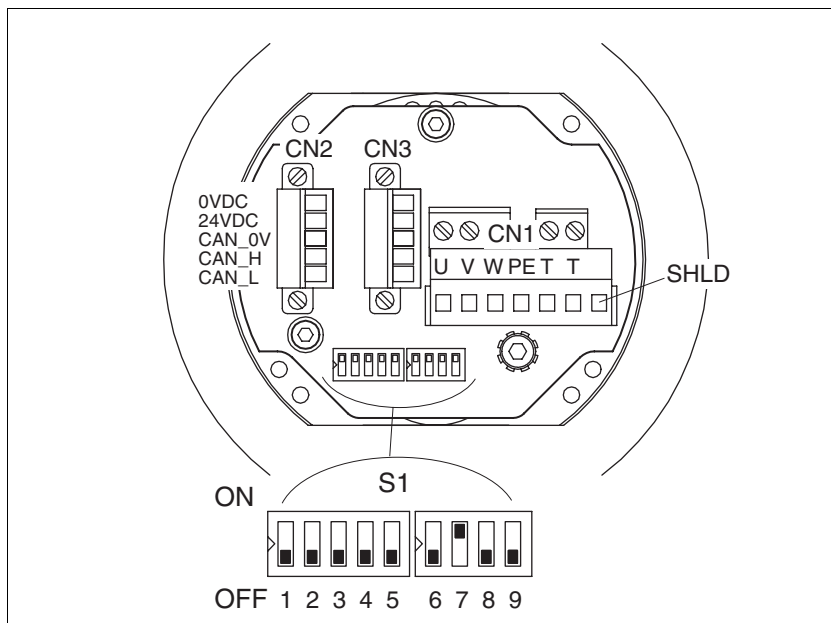 CN2 CN3
0VDC
24VDC
CAN_0V
CAN_H
CAN_L
CN1
U V W PE T T
SHLD
S1
ON
OFF 1 2 3 4 5 6 7 8 9